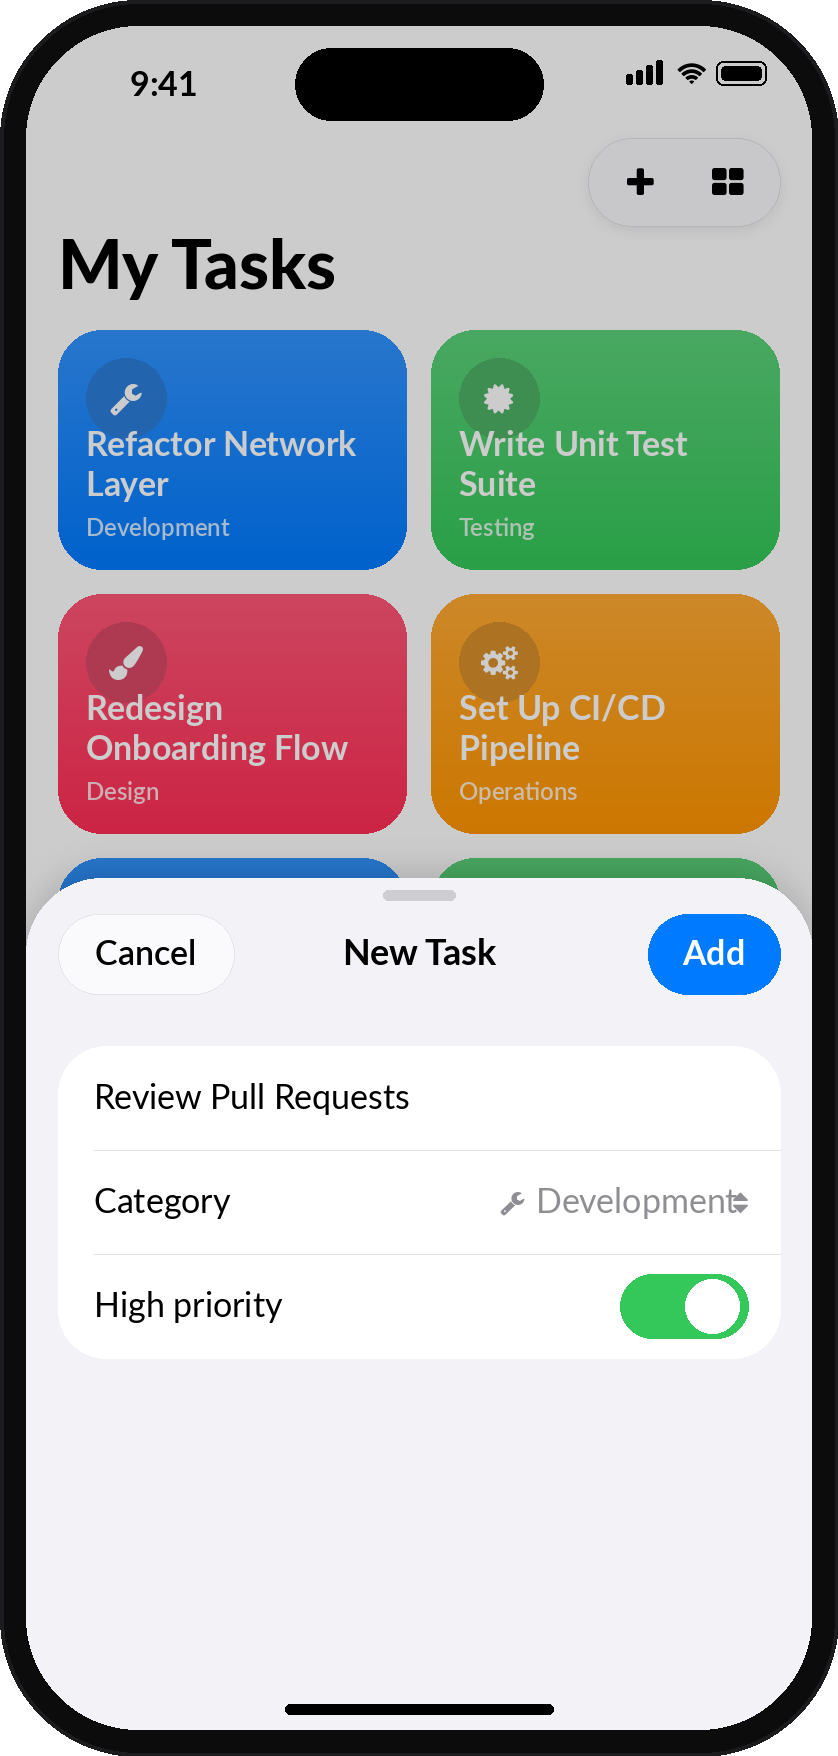 9:41
My Tasks
Refactor Network
Layer
Development
Write Unit Test
Suite
Testing
Redesign
Onboarding Flow
Design
Set Up CI/CD
Pipeline
Operations
Cancel
New Task
Add
Review Pull Requests
Category
Development
High priority